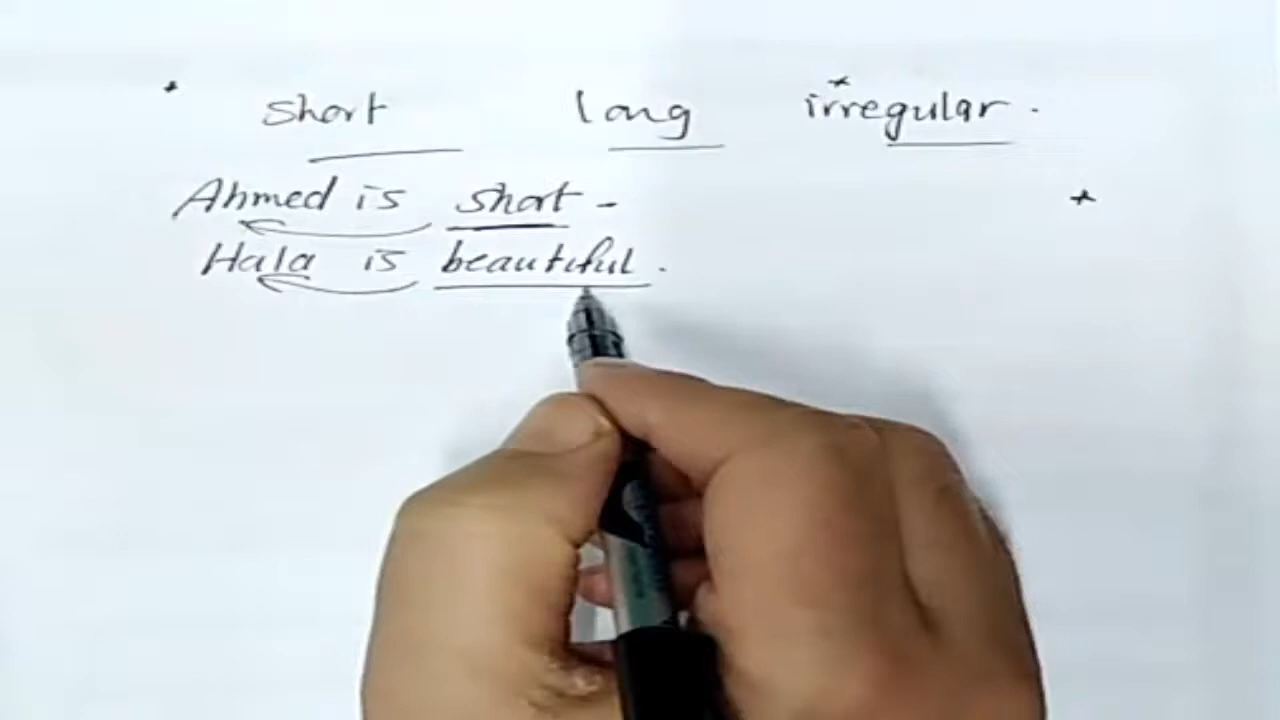 short long irregular.
Ahmed is short-
Hala is beautiful.